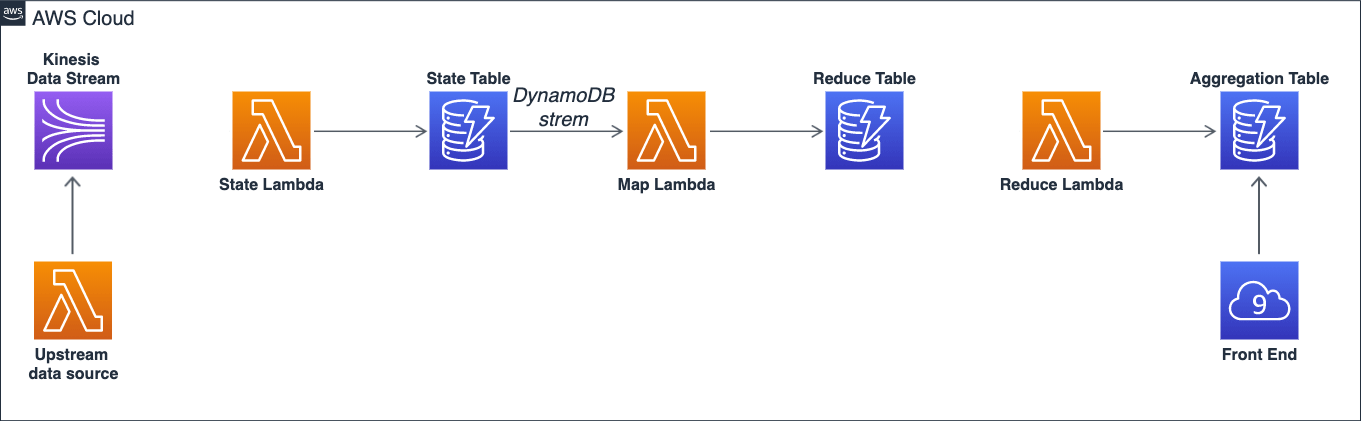 aws
AWS Cloud
Kinesis
Data Stream
State Table
DynamoDB
strem
Reduce Table
Aggregation Table
State Lambda
Map Lambda
Reduce Lambda
9
Upstream
data source
Front End